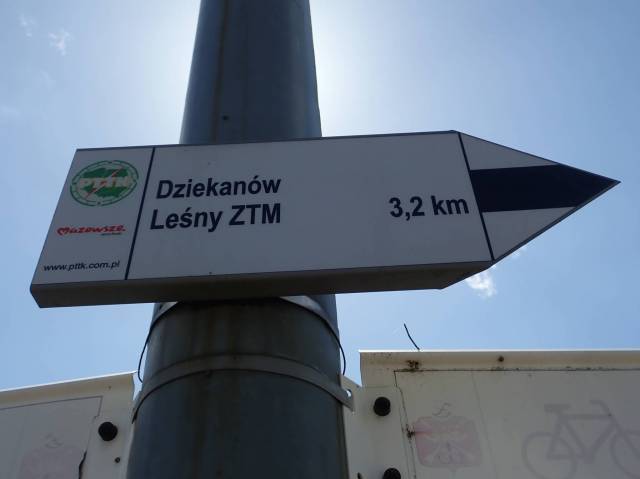 PTTK
Mazowsze.
www.pttk.com.pl
Dziekanów
Leśny ZTM
3,2 km